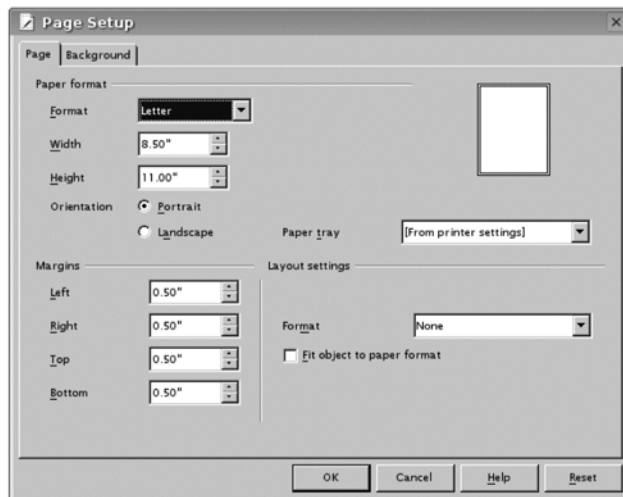 Page Setup
Page Background
Paper format
Format Letter
Width 8.50"
Height 11.00"
Orientation Portrait
Landscape Paper tray [From printer settings]
Margins Layout settings
Left 0.50"
Right 0.50" Format None
Top 0.50" Fit object to paper format
Bottom 0.50"
OK Cancel Help Reset